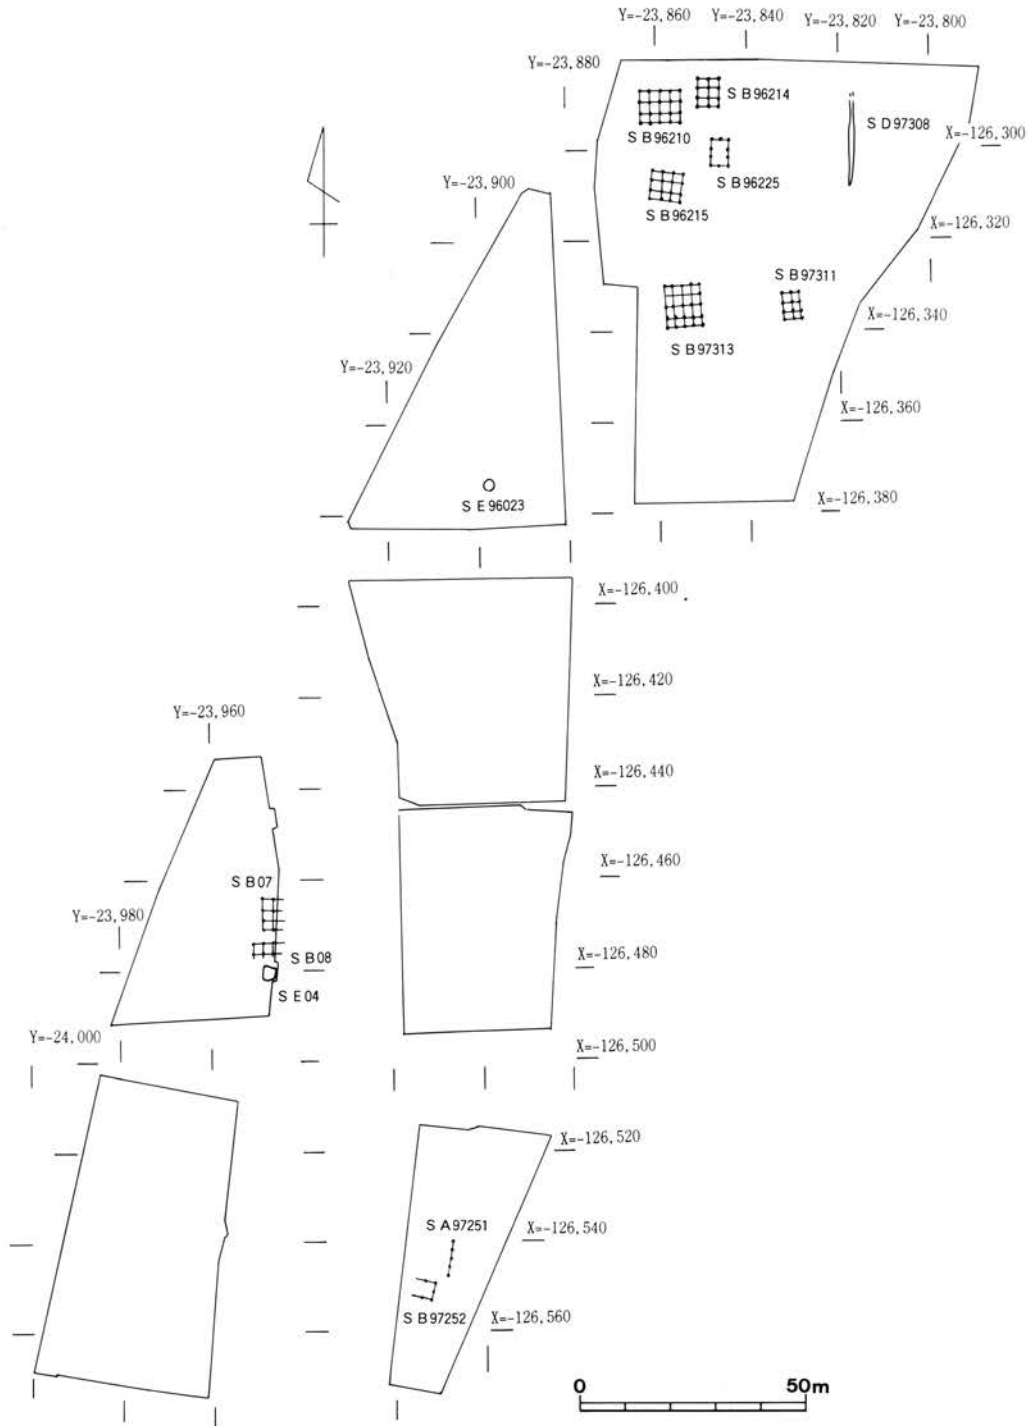 Y=-23,860
Y=-23,840
Y=-23,820
Y=-23,800
Y=-23,880
S B96214
S B96210
S D97308
X=-126,300
S B96225
S B96215
Y=-23,900
X=-126,320
S B97311
X=-126,340
S B97313
Y=-23,920
X=-126,360
S E96023
X=-126,380
X=-126,400
X=-126,420
Y=-23,960
X=-126,440
X=-126,460
S B07
Y=-23,980
S B08
X=-126,480
S E04
Y=-24,000
X=-126,500
X=-126,520
S A97251
X=-126,540
S B97252
X=-126,560
0 50m